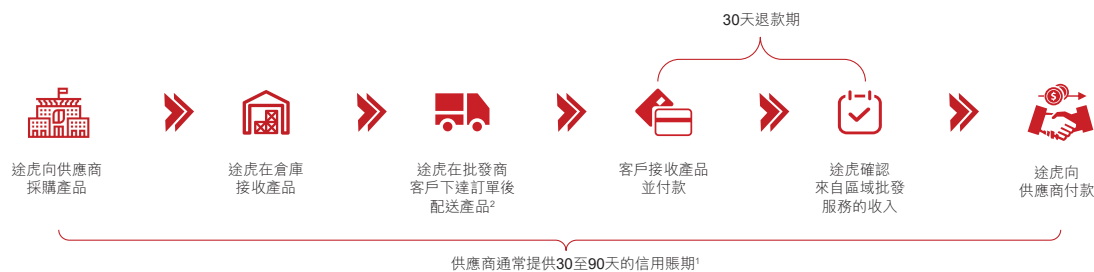 30天退款期
途虎向供應商
採購產品
途虎在倉庫
接收產品
途虎在批發商
客戶下達訂單後
配送產品²
客戶接收產品
並付款
途虎確認
來自區域批發
服務的收入
途虎向
供應商付款
供應商通常提供30至90天的信用賬期¹